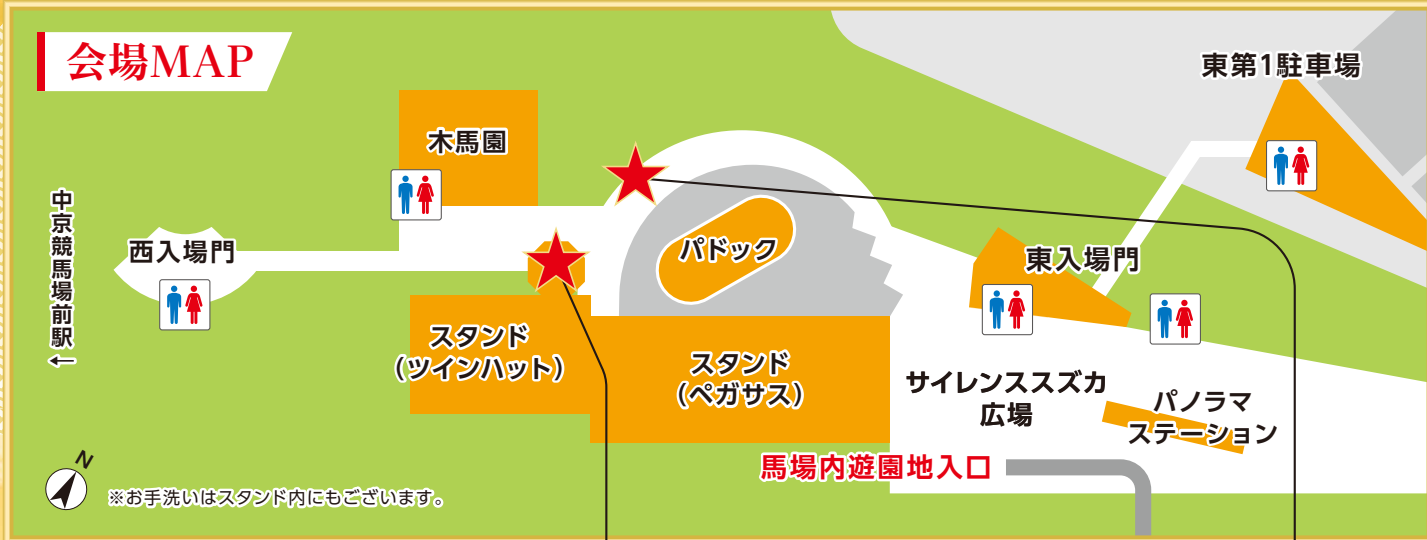 会場MAP
東第1駐車場
木馬園
中京競馬場前駅←
西入場門
パドック
東入場門
スタンド
(ツインハット)
スタンド
(ペガサス)
サイレンススズカ
広場
パノラマ
ステーション
馬場内遊園地入口
N
※お手洗いはスタンド内にもございます。